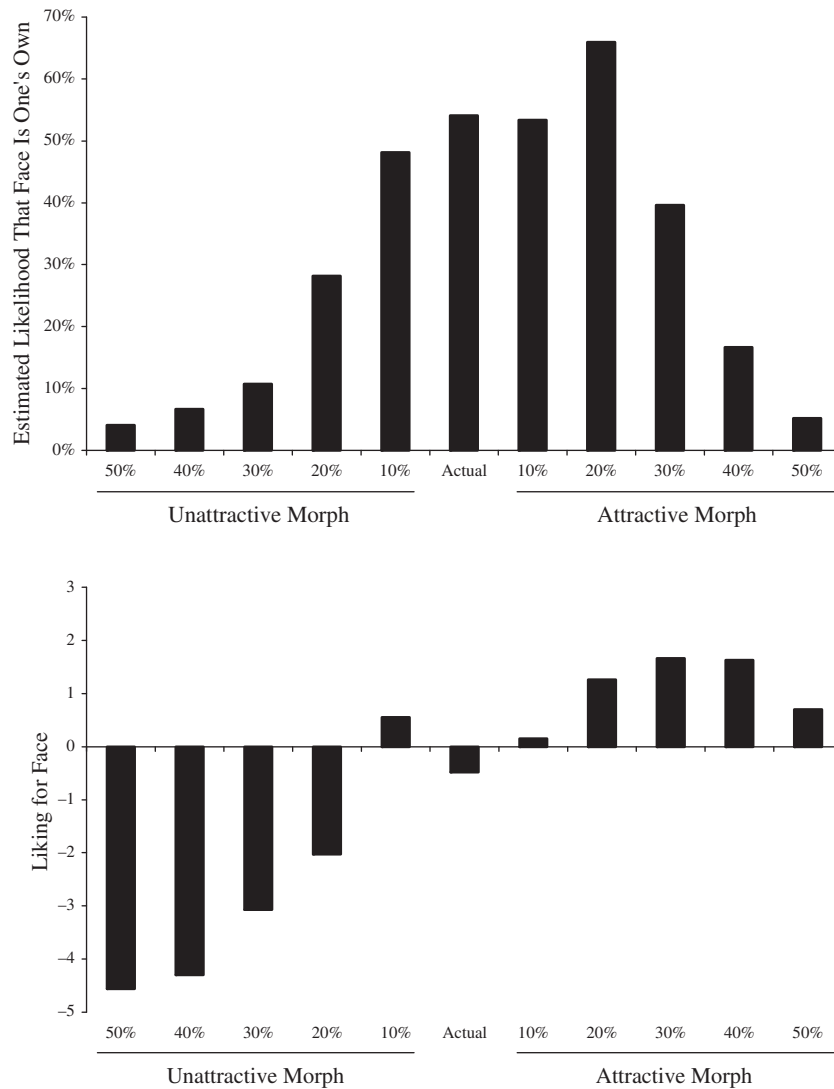 70%
60%
50%
40%
30%
20%
10%
0%
Estimated Likelihood That Face Is One's Own
50% 40% 30% 20% 10% Actual 10% 20% 30% 40% 50%
Unattractive Morph Attractive Morph
3
2
1
0
–1
–2
–3
–4
–5
Liking for Face
50% 40% 30% 20% 10% Actual 10% 20% 30% 40% 50%
Unattractive Morph Attractive Morph